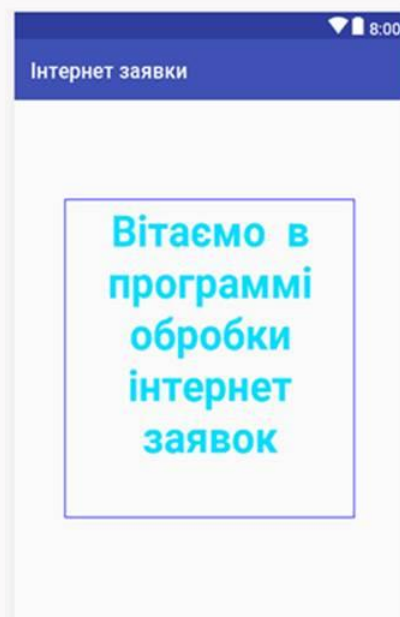 8:00
Інтернет заявки
Вітаємо в
программі
обробки
інтернет
заявок